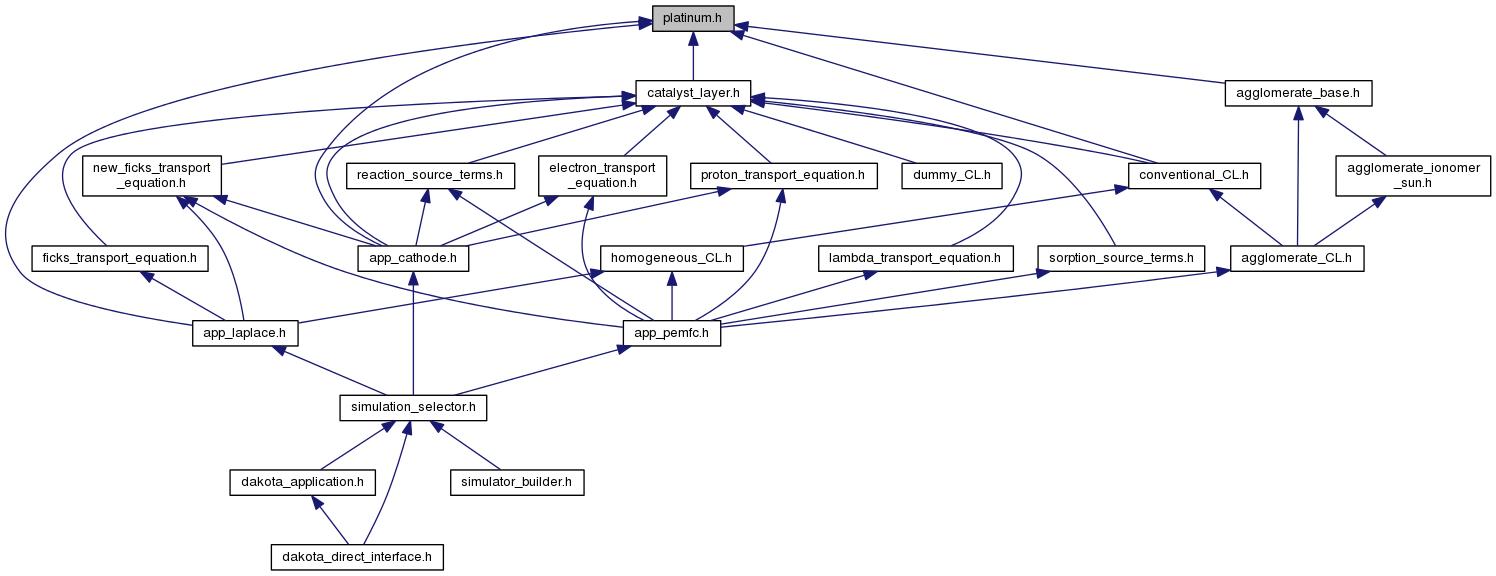 platinum.h
catalyst_layer.h
agglomerate_base.h
new_ficks_transport
_equation.h
reaction_source_terms.h
electron_transport
_equation.h
proton_transport_equation.h
dummy_CL.h
conventional_CL.h
agglomerate_ionomer
_sun.h
ficks_transport_equation.h
app_cathode.h
homogeneous_CL.h
lambda_transport_equation.h
sorption_source_terms.h
agglomerate_CL.h
app_laplace.h
app_pemfc.h
simulation_selector.h
dakota_application.h
simulator_builder.h
dakota_direct_interface.h